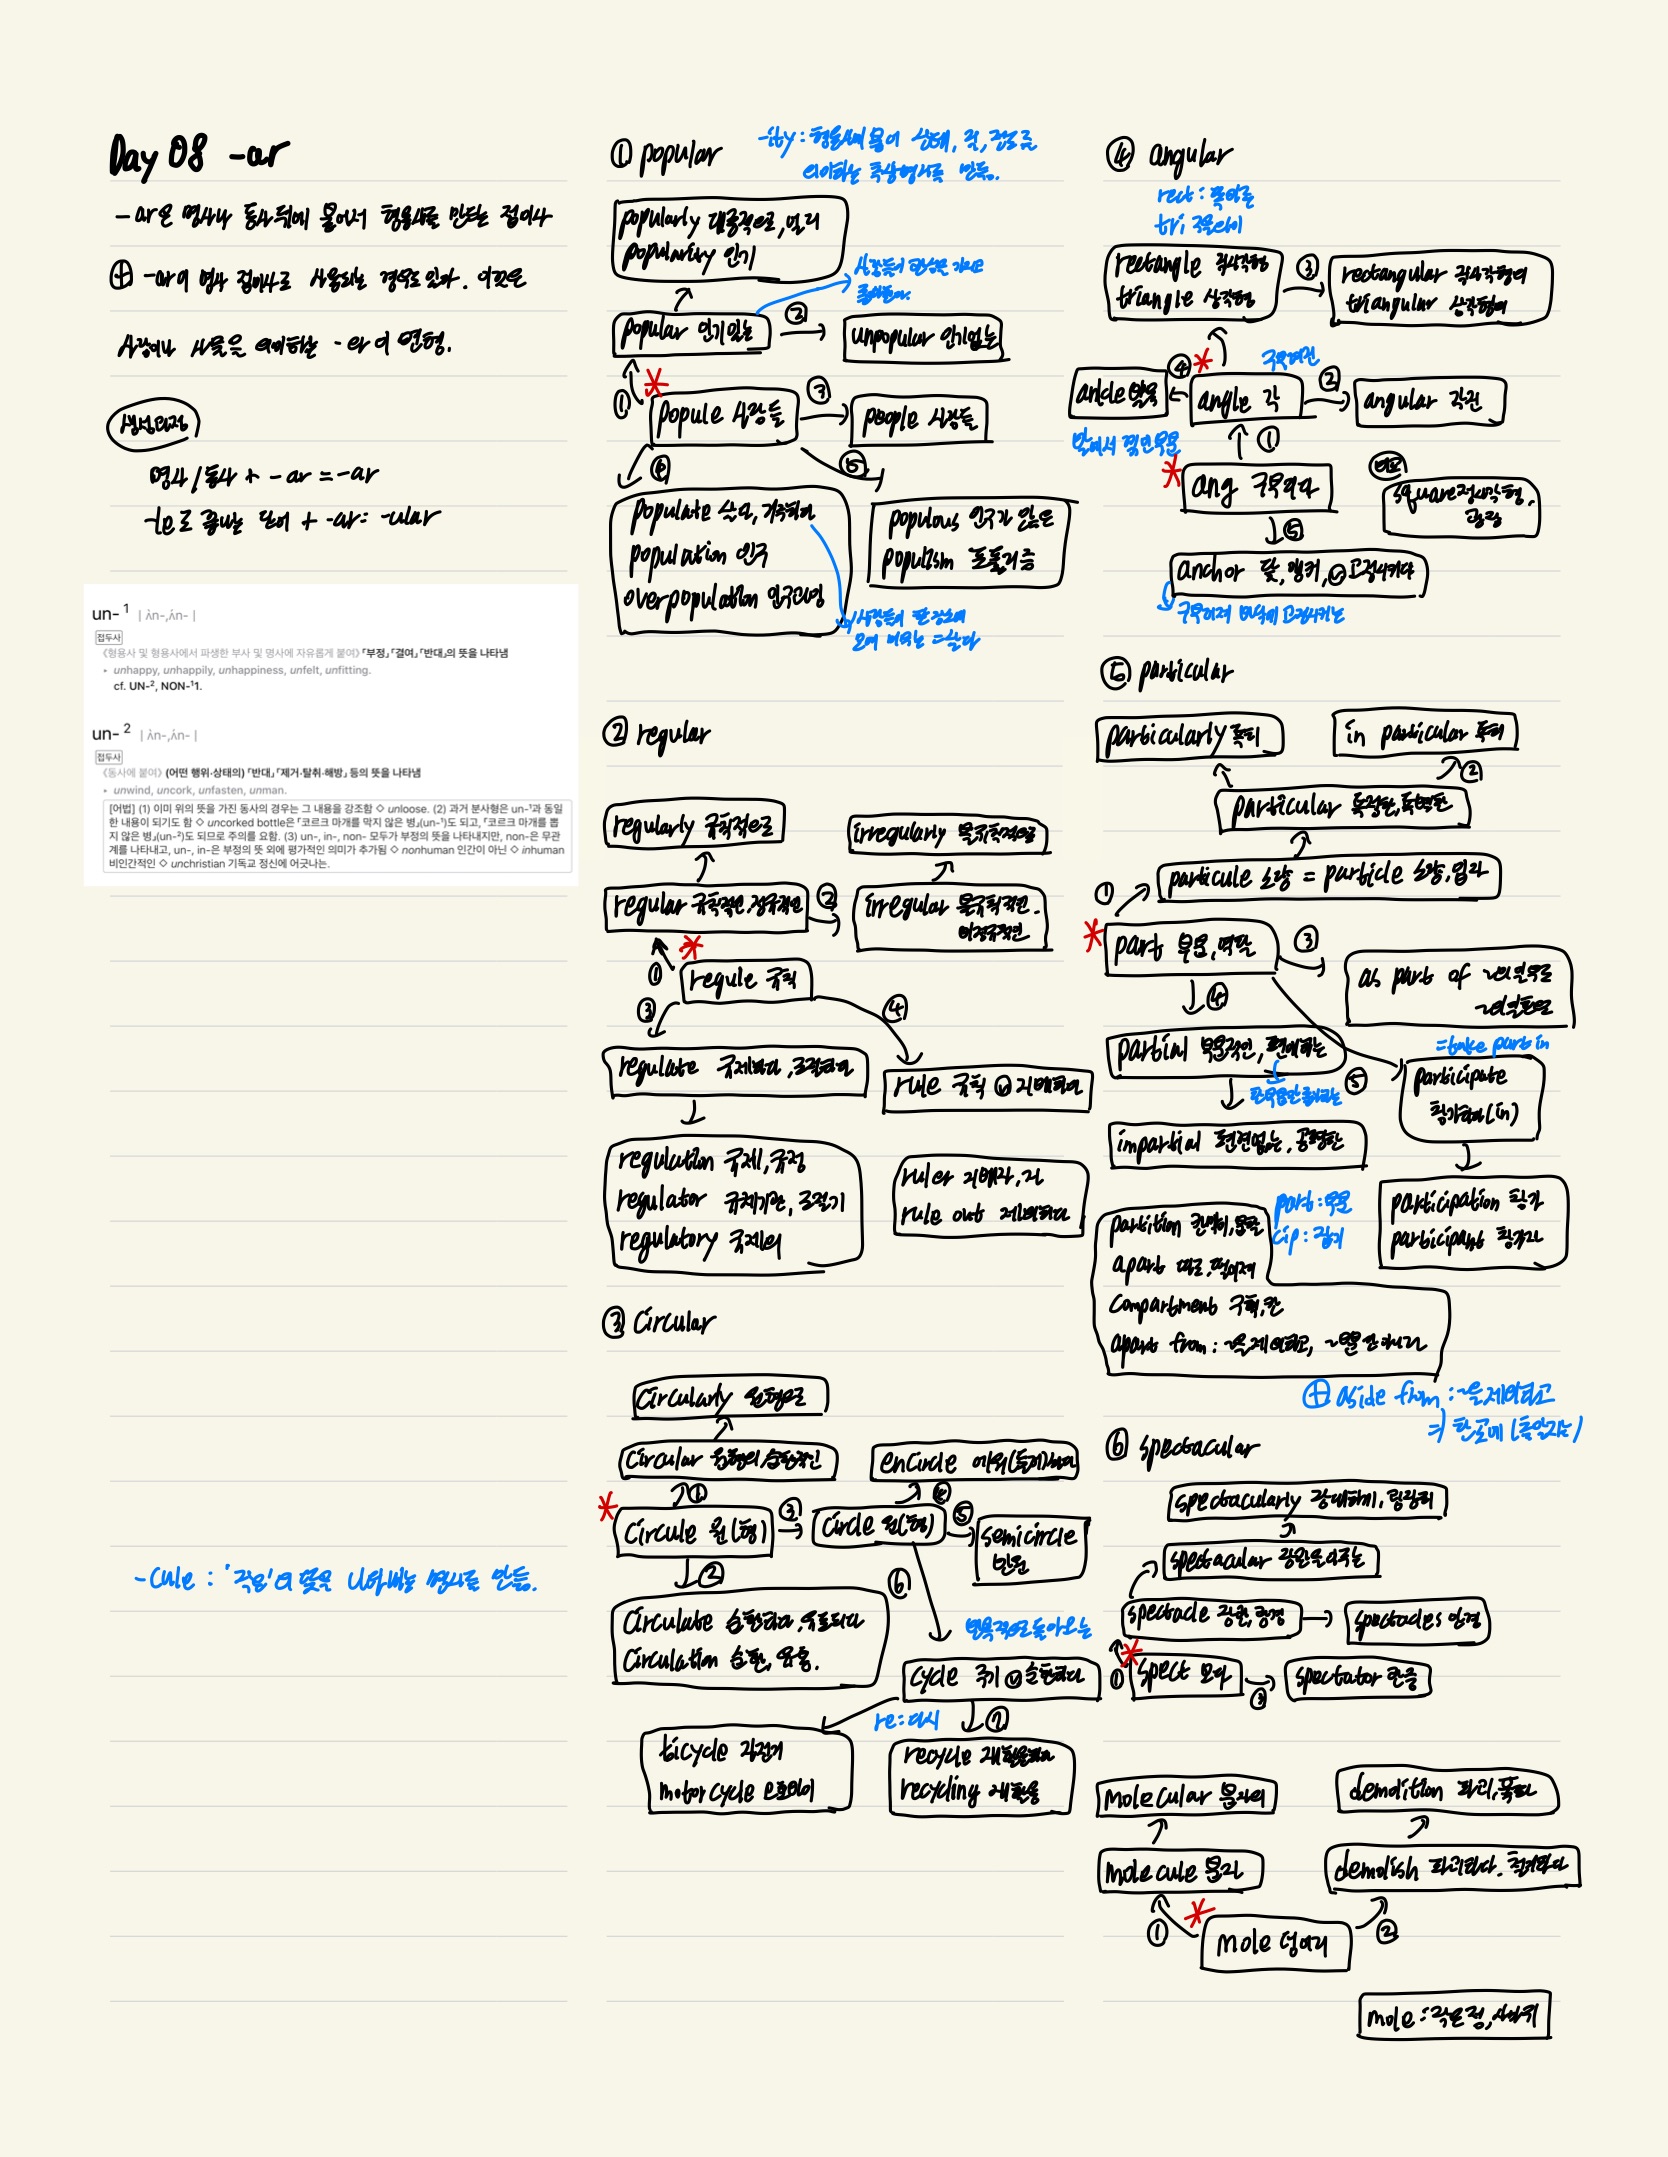 Day 08 -ar
-ar은 명사나 동사 뒤에 붙어서 형용사를 만드는 접미사
⊕ -ar이 명사 접미사로 사용되는 경우도 있다. 이것은
사람이나 사물을 의미하는 -er의 변형.
생성과정
명사/동사 + -ar = -ar
-le로 끝나는 단어 + -ar: -ular
un-1 | ʌ̀n-,ʌ́n- |
접두사
《형용사 및 형용사에서 파생한 부사 및 명사에 자유롭게 붙여》 「부정」「결여」「반대」의 뜻을 나타냄
• unhappy, unhappily, unhappiness, unfelt, unfitting.
cf. UN-2, NON-11.
un-2 | ʌ̀n-,ʌ́n- |
접두사
《동사에 붙여》 (어떤 행위·상태의) 「반대」「제거·탈취·해방」 등의 뜻을 나타냄
• unwind, uncork, unfasten, unman.
[어법] (1) 이미 위의 뜻을 가진 동사의 경우는 그 내용을 강조함 ◇ unloose. (2) 과거 분사형은 un-1과 동일
한 내용이 되기도 함 ◇ uncorked bottle은 「코르크 마개를 막지 않은 병」(un-1)도 되고, 「코르크 마개를 뽑
지 않은 병」(un-2)도 되므로 주의를 요함. (3) un-, in-, non- 모두가 부정의 뜻을 나타내지만, non-은 무관
계를 나타내고, un-, in-은 부정의 뜻 외에 평가적인 의미가 추가됨 ◇ nonhuman 인간이 아닌 ◇ inhuman
비인간적인 ◇ unchristian 기독교 정신에 어긋나는.
-cule : '작은'의 뜻을 나타내는 명사를 만듦.
① popular
-ity : 형용사에 붙어 상태, 직, 정도를
의미하는 추상명사를 만듦.
popularly 대중적으로, 널리
popularity 인기
사람들이 관심을 가지고
좋아하다.
popular 인기있는
②
unpopular 인기없는
①
popule 사람들
③
people 사람들
④
⑤
populate 살다, 거주하다
population 인구
overpopulation 인구과잉
populous 인구가 많은
populism 포퓰리즘
사람들이 한 장소에
모여 머무는 = 살다
② regular
regularly 규칙적으로
irregularly 불규칙적으로
regular 규칙적인, 정규적인
②
irregular 불규칙적인.
비정규적인
①
regule 규칙
③
④
regulate 규제하다, 조절하다
rule 규칙 ⓥ 지배하다
regulation 규제, 규정
regulator 규제기관, 조절기
regulatory 규제의
ruler 지배자, 자
rule out 제외하다
③ Circular
circularly 원형으로
circular 원형의, 순환적인
encircle 에워(둘러)싸다
①
④
circule 원(형)
③
circle 원(형)
⑤
semicircle
반원
②
⑥
circulate 순환하다, 유통되다
circulation 순환, 유통.
반복적으로 돌아오는
cycle 주기 ⓥ 순환하다
re: 다시
⑦
bicycle 자전거
motorcycle 오토바이
recycle 재활용하다
recycling 재활용
④ angular
rect : 똑바른
tri
rectangle 직사각형
triangle 삼각형
③
rectangular 직사각형의
triangular 삼각형의
구부러진
ankle 발목
④
angle 각
②
angular 각진
발에서 꺾인 부분
①
ang 구부리다
비교
square 정사각형,
광장
⑤
anchor 닻, 앵커, ⓥ 고정시키다
구부러져 바닥에 고정시키는
⑤ particular
particularly 특히
in particular 특히
②
particular 특정한, 특별한
①
particule 소량 = particle 소량, 입자
part 부분, 역할
③
as part of ~의 일부로
~의 일환으로
④
⑤
partial 부분적인, 편애하는
=take part in
participate
참가하다(in)
impartial 편견없는, 공평한
part : 부분
cip : 잡기
participation 참가
participant 참가자
partition 칸막이, 분할
apart 따로, 떨어져
compartment 구획, 칸
apart from : ~을 제외하고, ~뿐만 아니라
⊕ aside from : ~을 제외하고
⇒ 한 곳에
⑥ spectacular
spectacularly 장대하게, 굉장히
spectacular 장관을 이루는
spectacle 장관, 광경
spectacles 안경
①
spect 보다
③
spectator 관중
molecular 분자의
demolition 파괴, 폭파
molecule 분자
demolish 파괴하다. 철거하다
①
②
mole 덩어리
mole : 작은 점, 사마귀